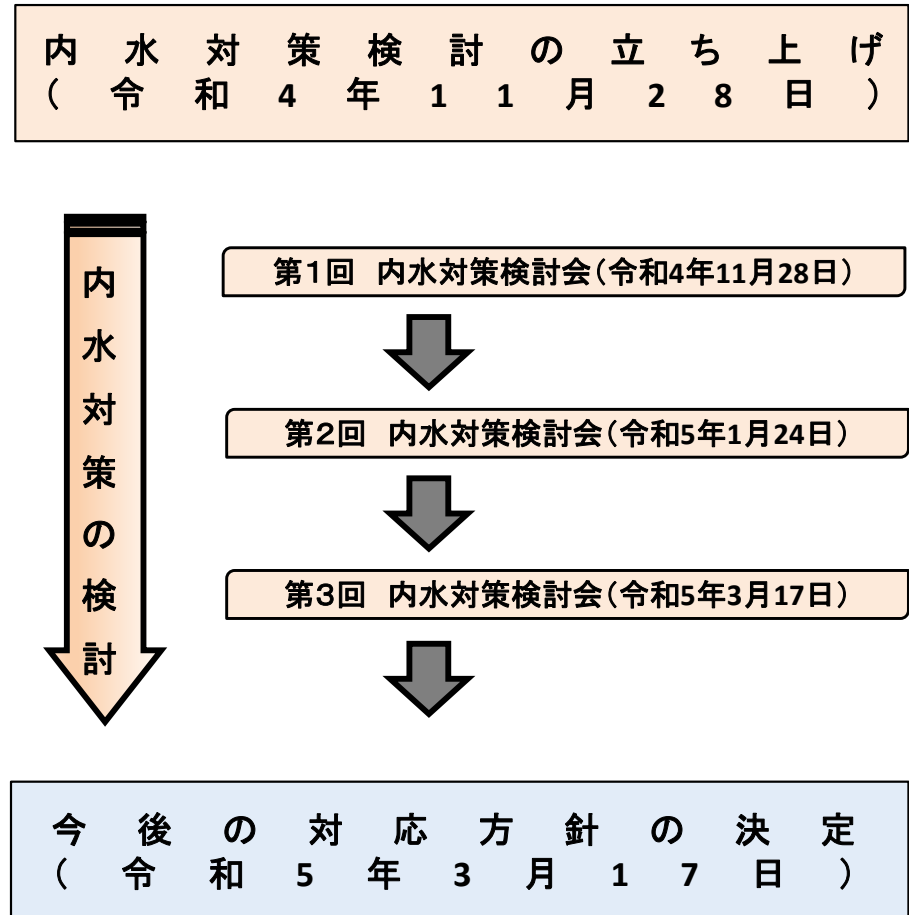 内水対策検討の立ち上げ
（令和4年11月28日）
内水対策の検討
第1回　内水対策検討会（令和4年11月28日）
第2回　内水対策検討会（令和5年1月24日）
第3回　内水対策検討会（令和5年3月17日）
今後の対応方針の決定
（令和5年3月17日）